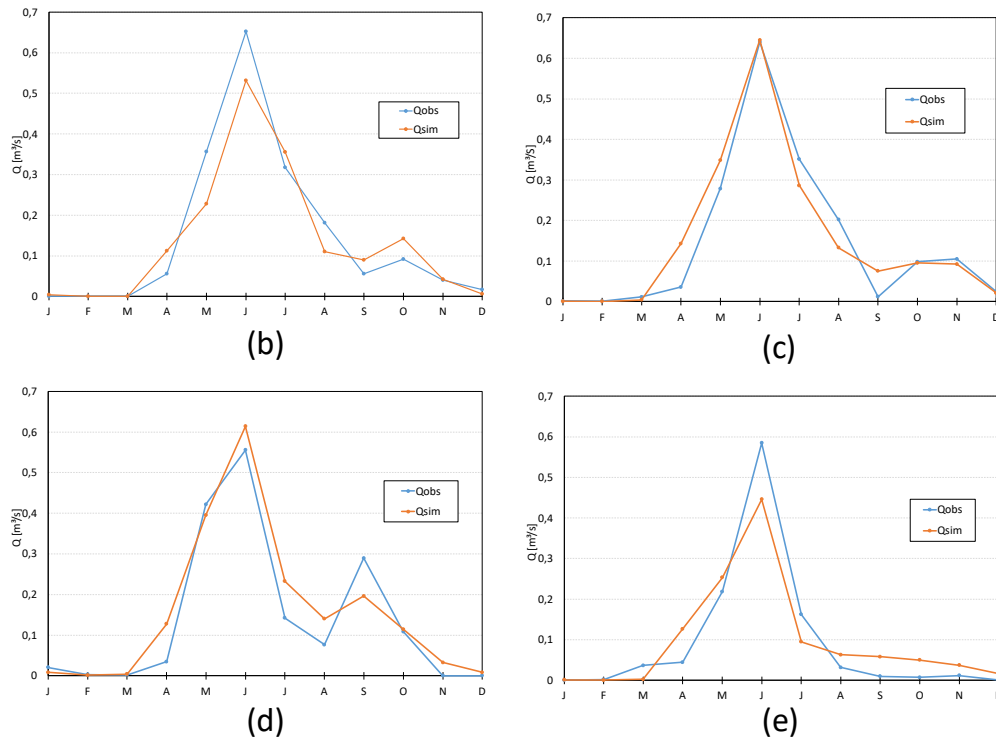 0,7
0,6
0,5
0,4
0,3
0,2
0,1
0
Q [m³/s]
Qobs
Qsim
J F M A M J J A S O N D
(b)
0,7
0,6
0,5
0,4
0,3
0,2
0,1
0
Q [m³/S]
Qobs
Qsim
J F M A M J J A S O N D
(c)
0,7
0,6
0,5
0,4
0,3
0,2
0,1
0
Q [m³/s]
Qobs
Qsim
J F M A M J J A S O N D
(d)
0,7
0,6
0,5
0,4
0,3
0,2
0,1
0
Q [m³/s]
Qobs
Qsim
J F M A M J J A S O N D
(e)